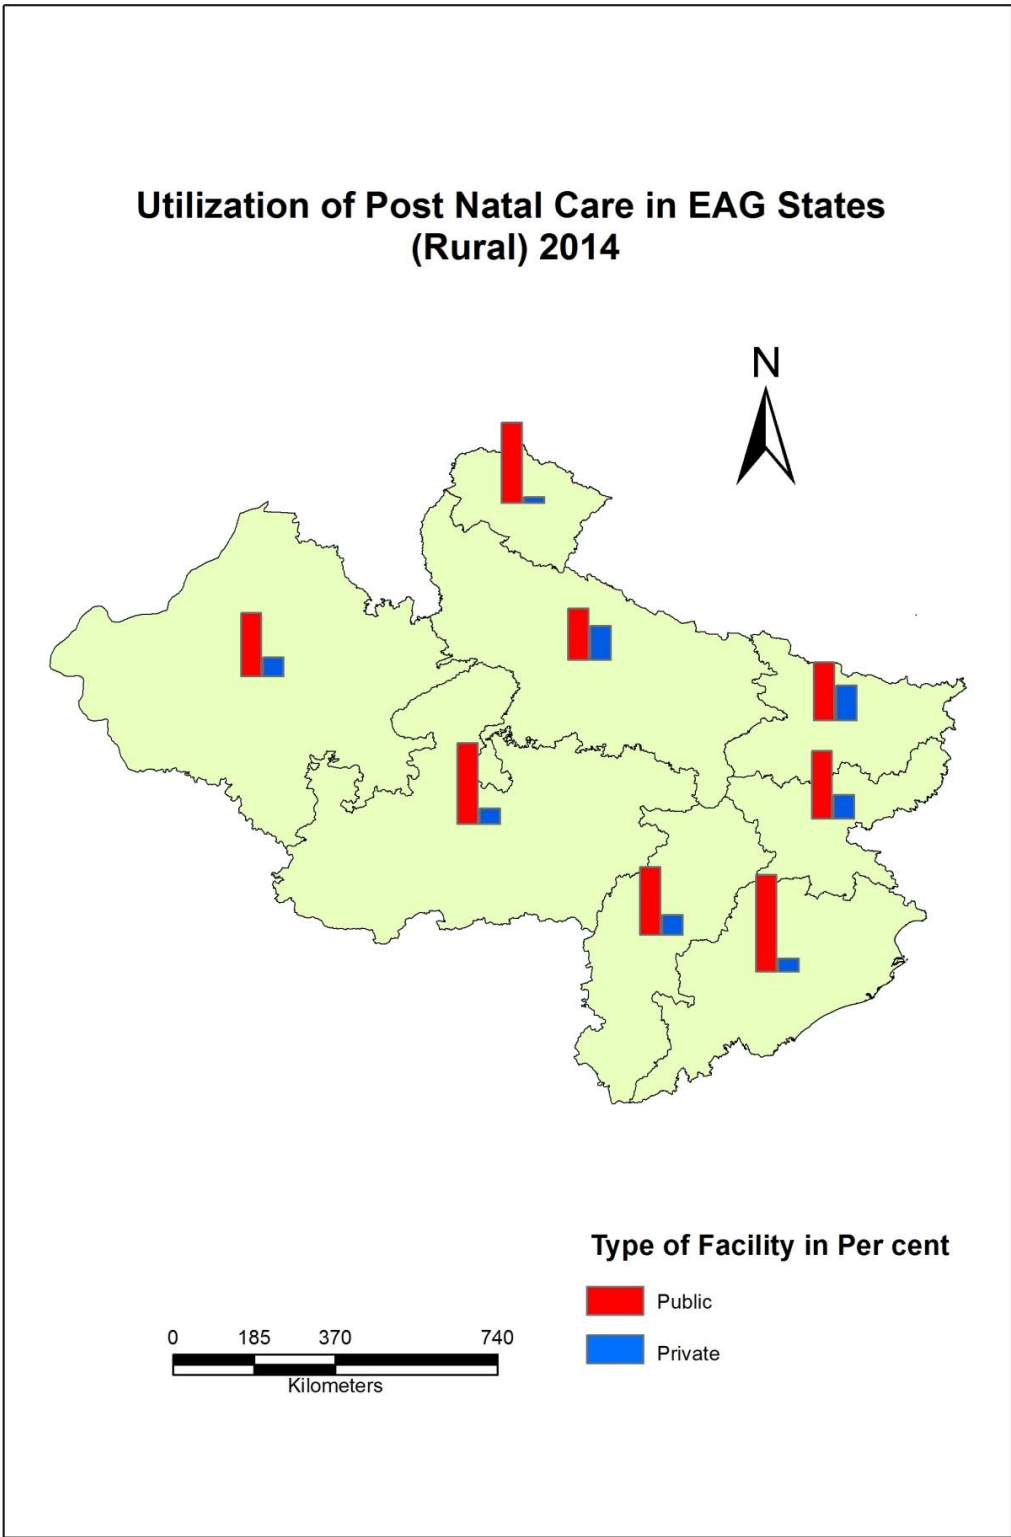 Utilization of Post Natal Care in EAG States
(Rural) 2014
N
Type of Facility in Per cent
Public
Private
0 185 370 740
Kilometers